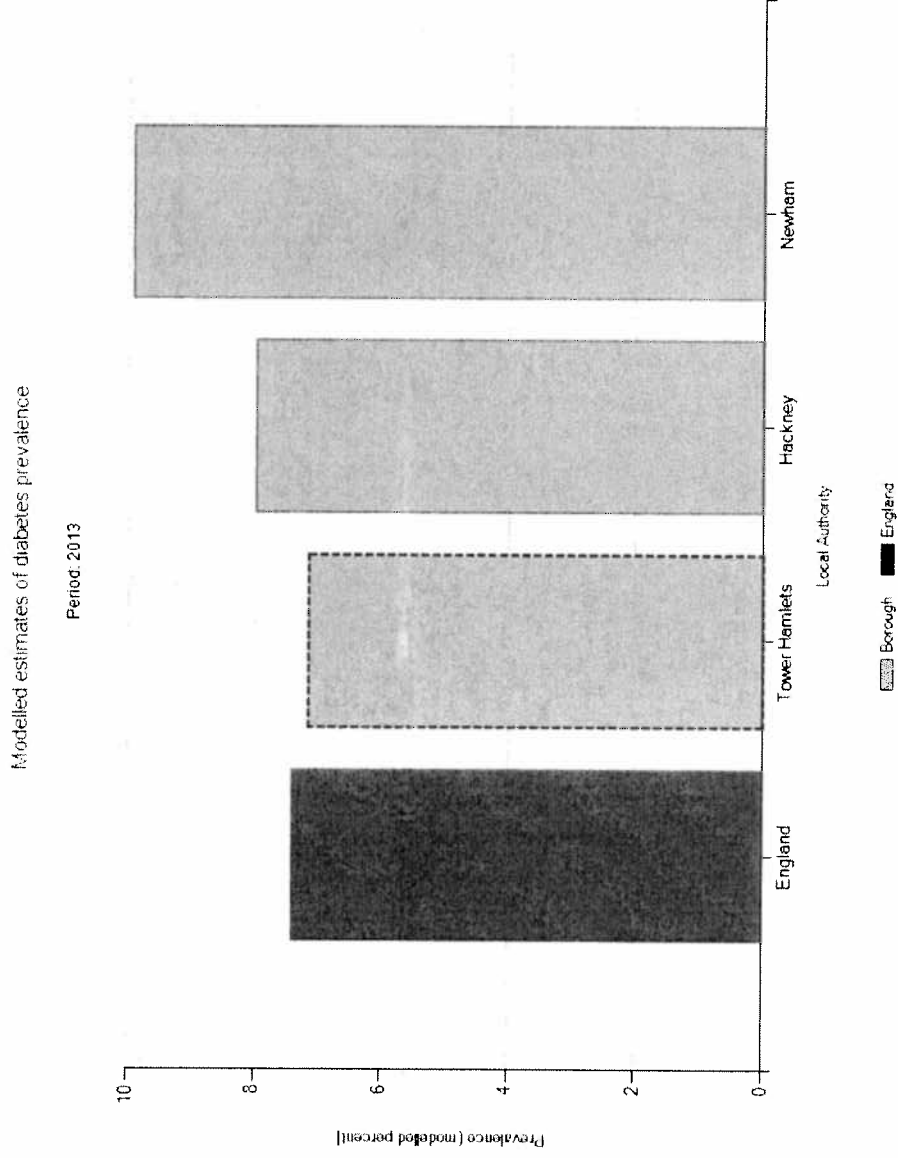 Modelled estimates of diabetes prevalence
Period: 2013
Prevalence (modelled percent)
10
8
6
4
2
0
England
Tower Hamlets
Hackney
Newham
Local Authority
Borough
England